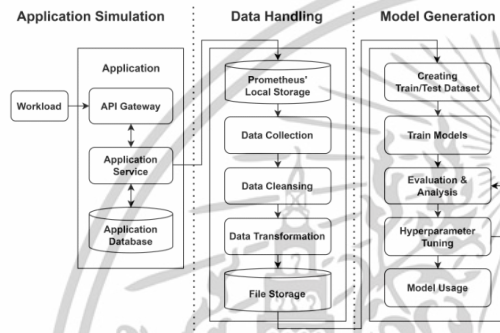 Application Simulation
Data Handling
Model Generation
Application
Workload
API Gateway
Application
Service
Application
Database
Prometheus'
Local Storage
Data Collection
Data Cleansing
Data Transformation
File Storage
Creating
Train/Test Dataset
Train Models
Evaluation &
Analysis
Hyperparameter
Tuning
Model Usage